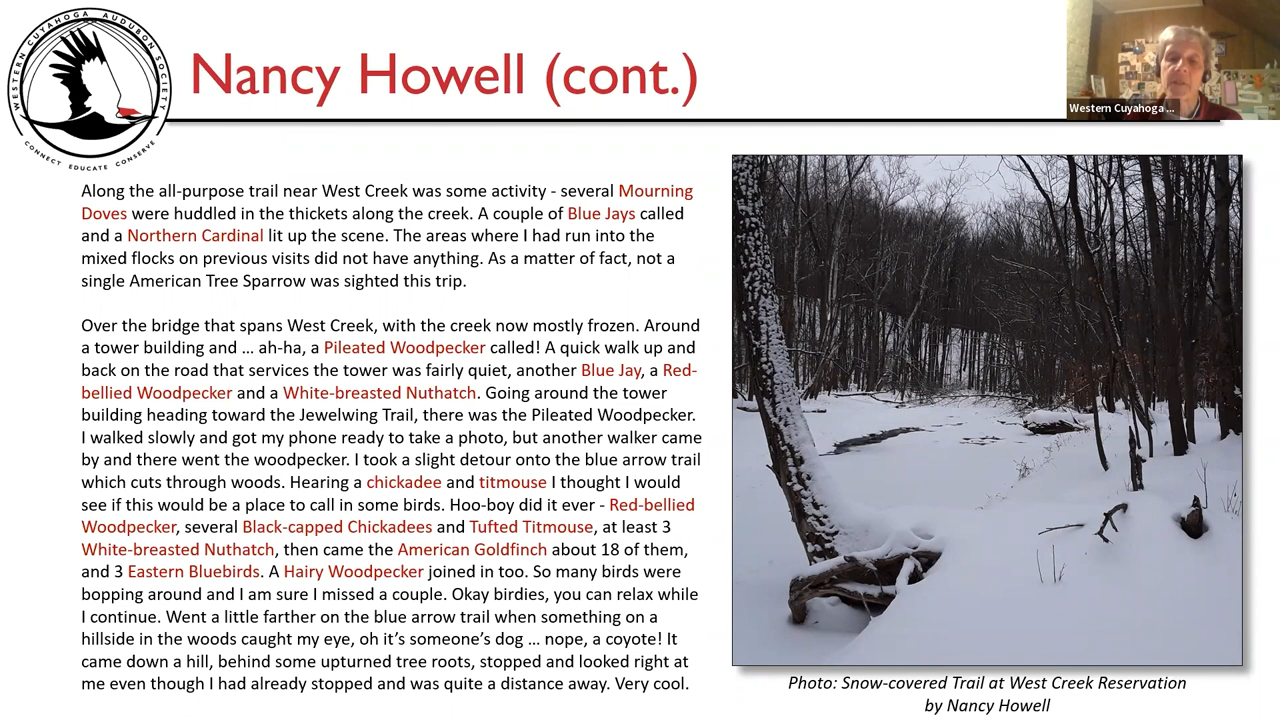 WESTERN CUYAHOGA AUDUBON SOCIETY
CONNECT EDUCATE CONSERVE
Nancy Howell (cont.)
Western Cuyahoga ...
Along the all-purpose trail near West Creek was some activity - several Mourning
Doves were huddled in the thickets along the creek. A couple of Blue Jays called
and a Northern Cardinal lit up the scene. The areas where I had run into the
mixed flocks on previous visits did not have anything. As a matter of fact, not a
single American Tree Sparrow was sighted this trip.
Over the bridge that spans West Creek, with the creek now mostly frozen. Around
a tower building and … ah-ha, a Pileated Woodpecker called! A quick walk up and
back on the road that services the tower was fairly quiet, another Blue Jay, a Red-
bellied Woodpecker and a White-breasted Nuthatch. Going around the tower
building heading toward the Jewelwing Trail, there was the Pileated Woodpecker.
I walked slowly and got my phone ready to take a photo, but another walker came
by and there went the woodpecker. I took a slight detour onto the blue arrow trail
which cuts through woods. Hearing a chickadee and titmouse I thought I would
see if this would be a place to call in some birds. Hoo-boy did it ever - Red-bellied
Woodpecker, several Black-capped Chickadees and Tufted Titmouse, at least 3
White-breasted Nuthatch, then came the American Goldfinch about 18 of them,
and 3 Eastern Bluebirds. A Hairy Woodpecker joined in too. So many birds were
bopping around and I am sure I missed a couple. Okay birdies, you can relax while
I continue. Went a little farther on the blue arrow trail when something on a
hillside in the woods caught my eye, oh it's someone's dog … nope, a coyote! It
came down a hill, behind some upturned tree roots, stopped and looked right at
me even though I had already stopped and was quite a distance away. Very cool.
Photo: Snow-covered Trail at West Creek Reservation
by Nancy Howell